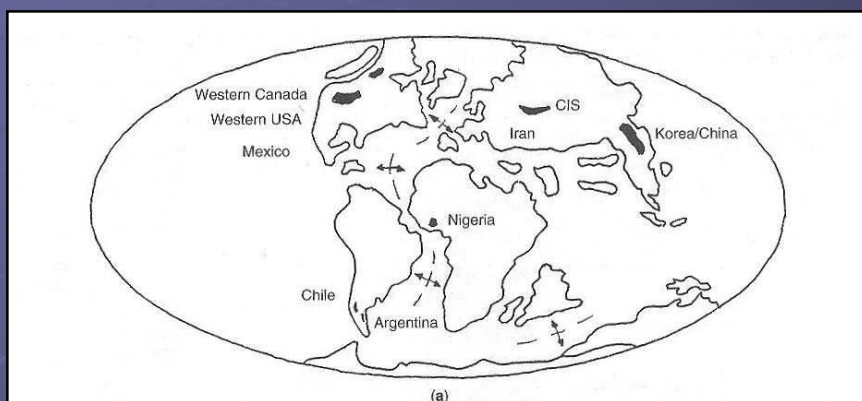 Western Canada
Western USA
Mexico
CIS
Iran
Korea/China
Nigeria
Chile
Argentina
(a)